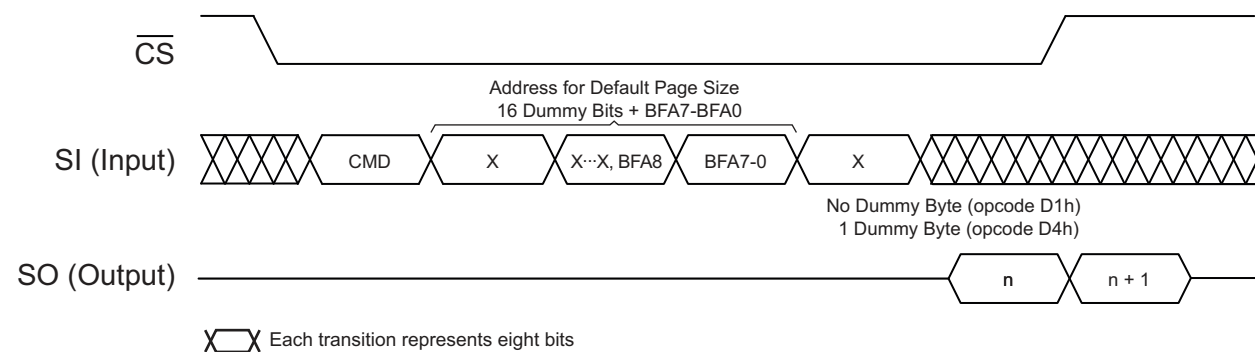 CS
Address for Default Page Size
16 Dummy Bits + BFA7-BFA0
SI (Input)
CMD
X
X···X, BFA8
BFA7-0
X
No Dummy Byte (opcode D1h)
1 Dummy Byte (opcode D4h)
SO (Output)
n
n + 1
Each transition represents eight bits